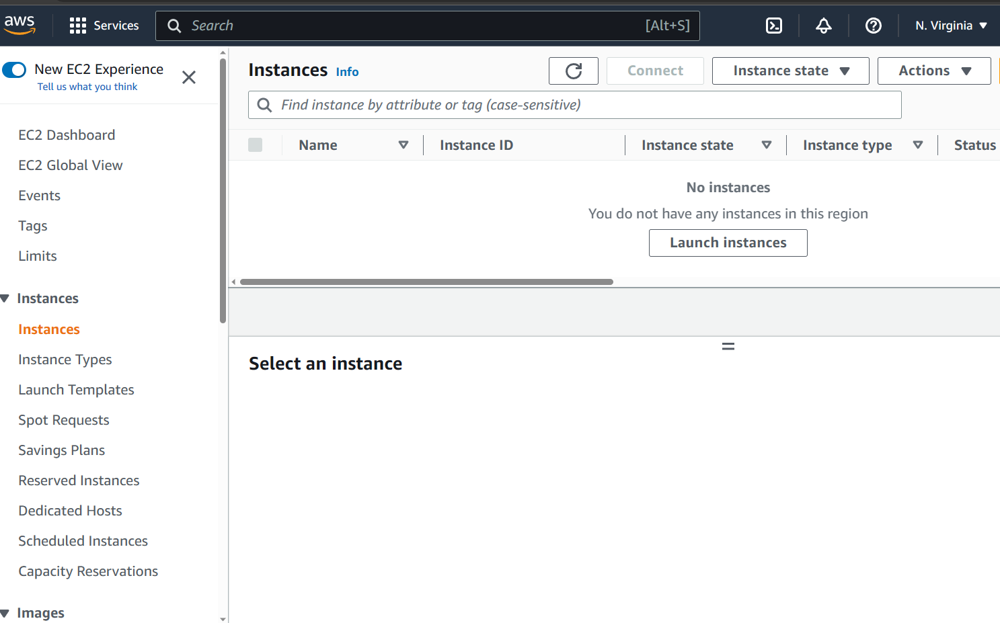 aws
Services
Search [Alt+S]
N. Virginia
New EC2 Experience
Tell us what you think
EC2 Dashboard
EC2 Global View
Events
Tags
Limits
Instances
Instances
Instance Types
Launch Templates
Spot Requests
Savings Plans
Reserved Instances
Dedicated Hosts
Scheduled Instances
Capacity Reservations
Images
Instances Info
Connect
Instance state
Actions
Find instance by attribute or tag (case-sensitive)
Name Instance ID Instance state Instance type Status
No instances
You do not have any instances in this region
Launch instances
Select an instance